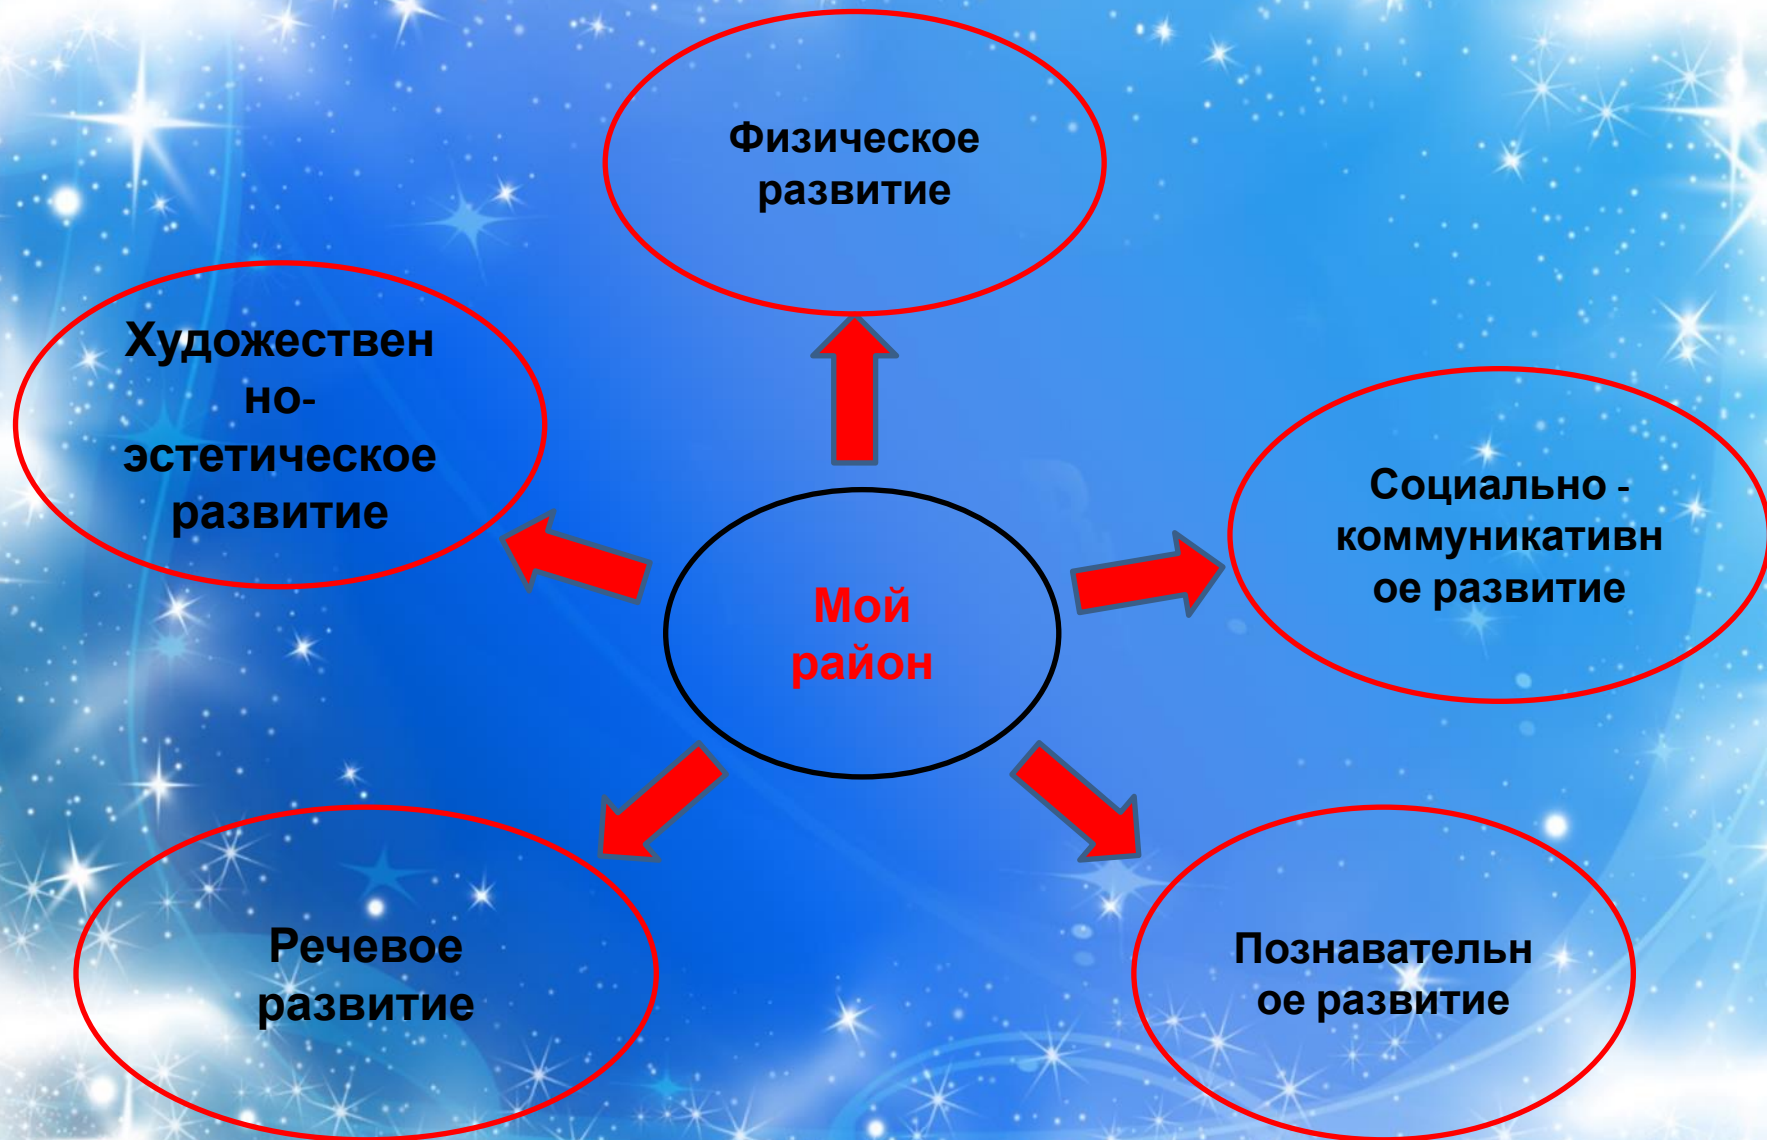 Физическое
развитие
Художествен
но-
эстетическое
развитие
Социально -
коммуникативн
ое развитие
Мой
район
Речевое
развитие
Познавательн
ое развитие